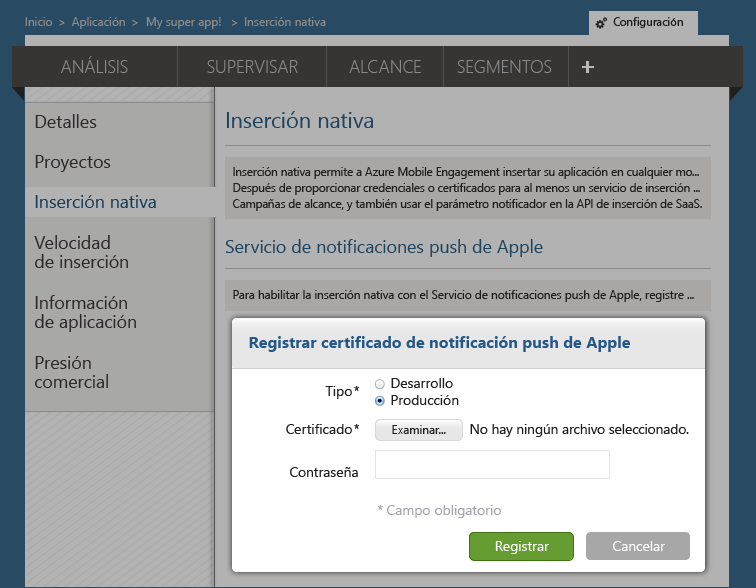 Inicio > Aplicación > My super app! > Inserción nativa
Configuración
ANÁLISIS SUPERVISAR ALCANCE SEGMENTOS +
Detalles
Proyectos
Inserción nativa
Velocidad
de inserción
Información
de aplicación
Presión
comercial
Inserción nativa
Inserción nativa permite a Azure Mobile Engagement insertar su aplicación en cualquier mo...
Después de proporcionar credenciales o certificados para al menos un servicio de inserción ...
Campañas de alcance, y también usar el parámetro notificador en la API de inserción de SaaS.
Servicio de notificaciones push de Apple
Para habilitar la inserción nativa con el Servicio de notificaciones push de Apple, registre ...
Registrar certificado de notificación push de Apple
Tipo*
Desarrollo
Producción
Certificado* Examinar... No hay ningún archivo seleccionado.
Contraseña
* Campo obligatorio
Registrar Cancelar